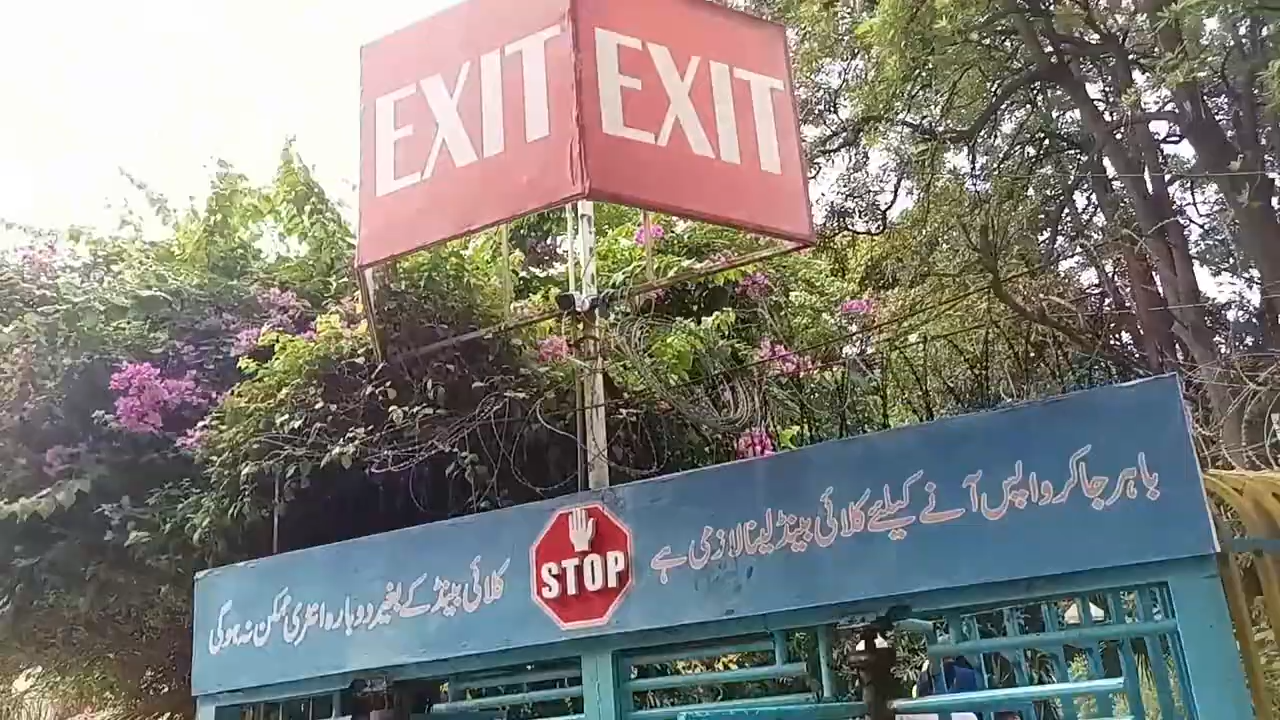 EXIT EXIT
باہر جا کر واپس آنے کیلئے کلائی بینڈ لینا لازمی ہے
STOP
کلائی بینڈ کے بغیر دوبارہ انٹری ممکن نہ ہوگی